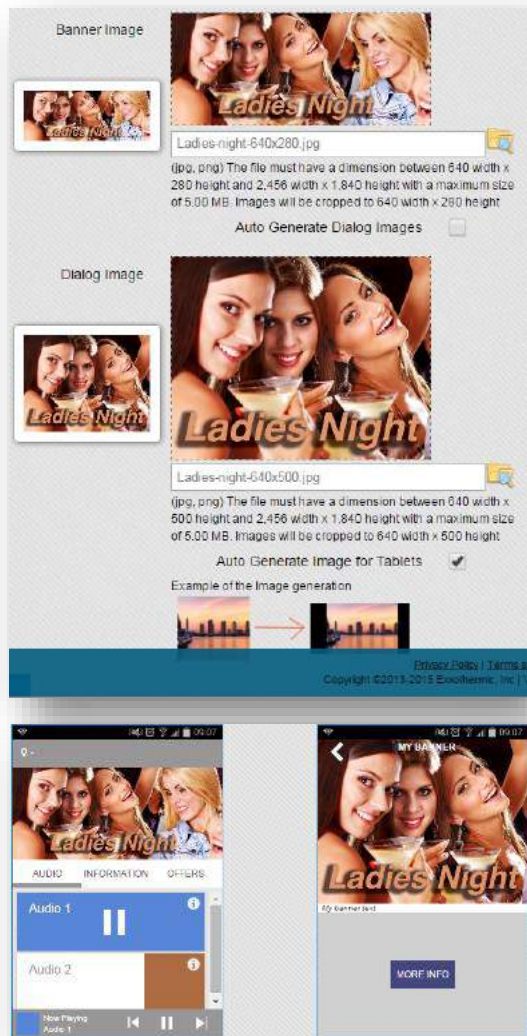 Banner Image
Ladies Night
Ladies Night
Ladies-night-640x280.jpg
(jpg, png) The file must have a dimension between 640 width x
280 height and 2,456 width x 1,840 height with a maximum size
of 5.00 MB. Images will be cropped to 640 width x 280 height
Auto Generate Dialog Images
Dialog Image
Ladies Night
Ladies Night
Ladies-night-640x500.jpg
(jpg, png) The file must have a dimension between 640 width x
500 height and 2,456 width x 1,840 height with a maximum size
of 5.00 MB. Images will be cropped to 640 width x 500 height
Auto Generate Image for Tablets
Example of the Image generation
Privacy Policy | Terms
Copyright ©2013-2015 Exxothermic, Inc |
09:07
Ladies Night
AUDIO INFORMATION OFFERS
Audio 1
Audio 2
Now Playing
Audio 1
09:07
MY BANNER
Ladies Night
My banner text
MORE INFO